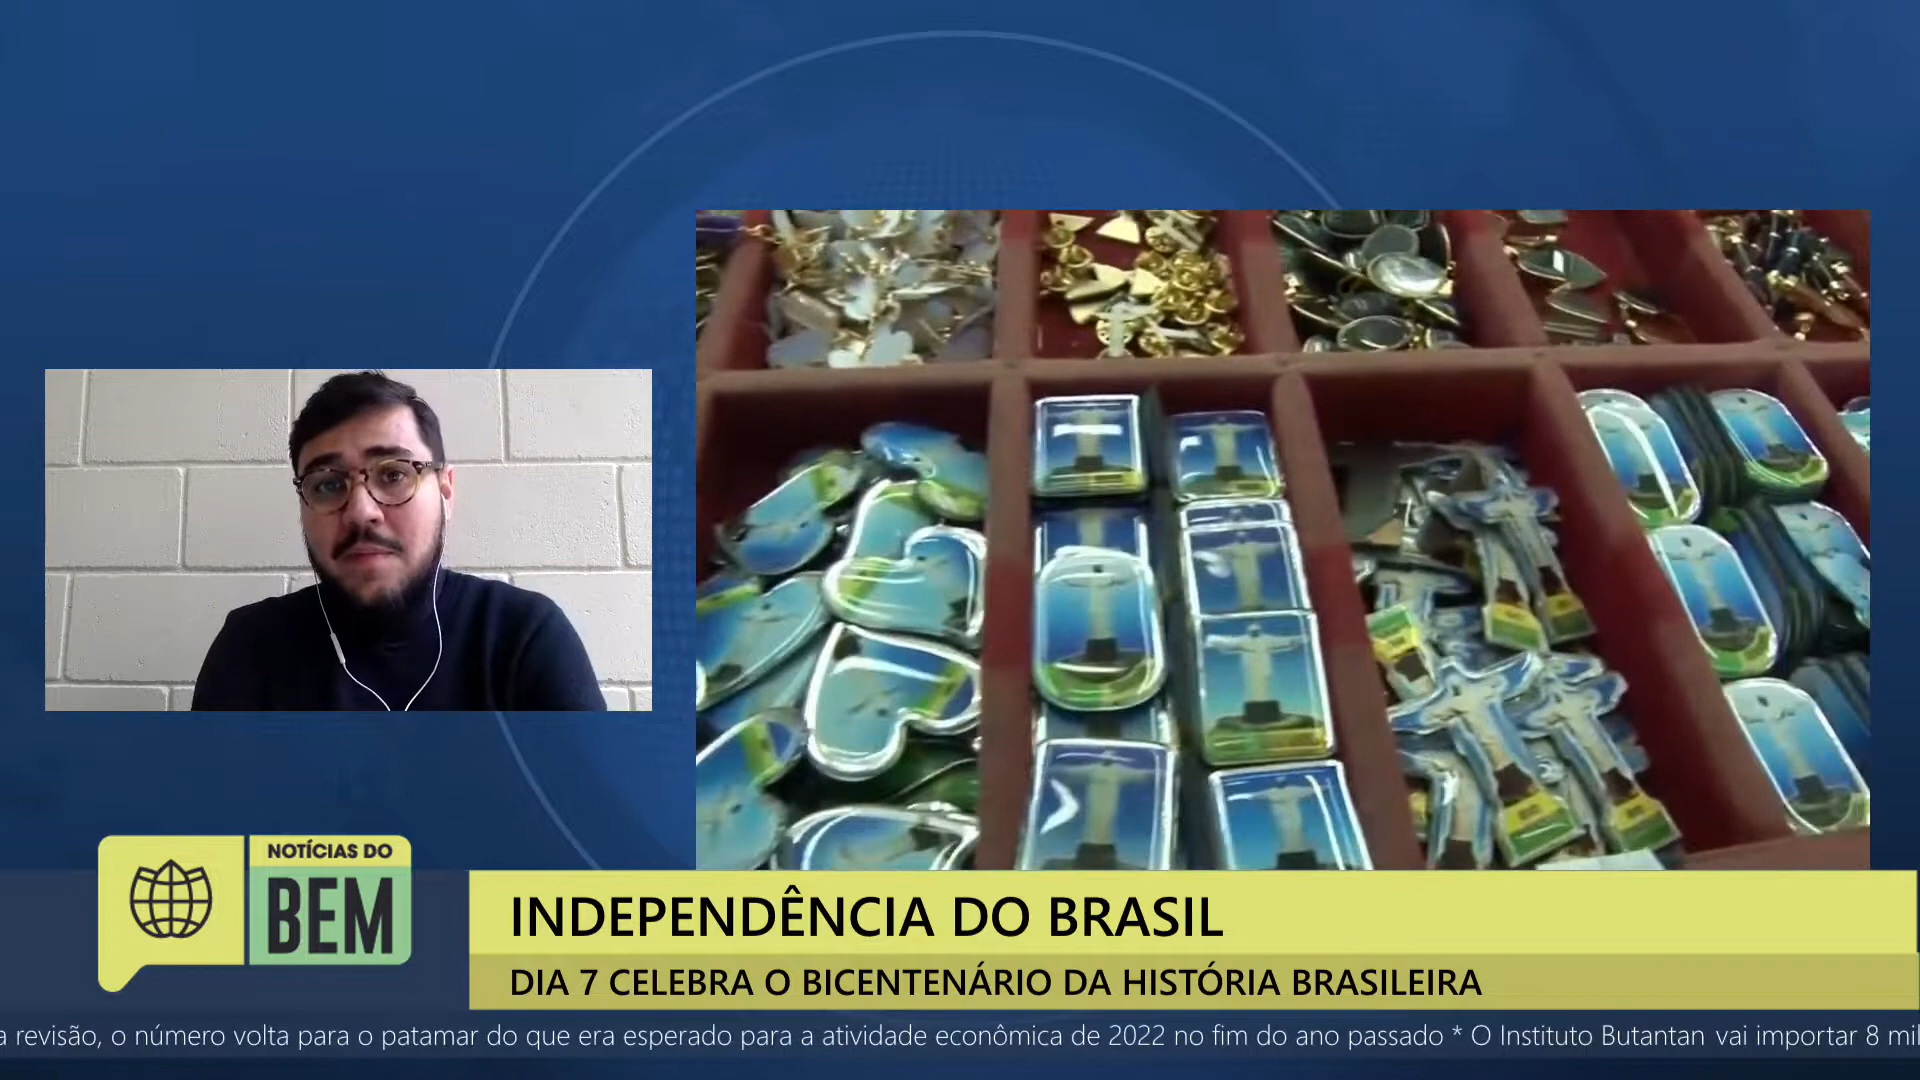 NOTÍCIAS DO
BEM
INDEPENDÊNCIA DO BRASIL
DIA 7 CELEBRA O BICENTENÁRIO DA HISTÓRIA BRASILEIRA
a revisão, o número volta para o patamar do que era esperado para a atividade econômica de 2022 no fim do ano passado * O Instituto Butantan vai importar 8 mil